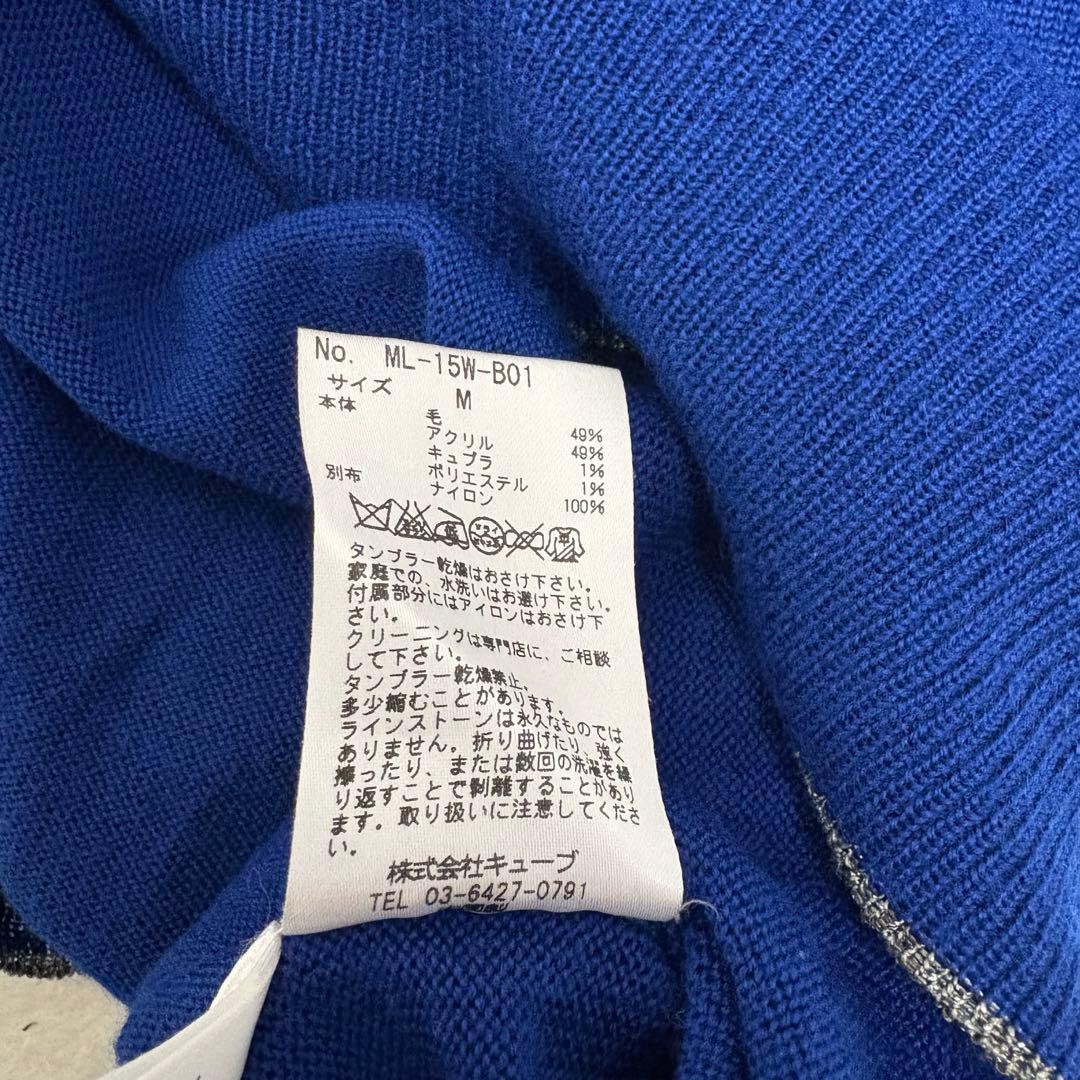 No. ML-15W-B01
サイズ M
本体 毛 49%
アクリル 49%
キュプラ 1%
ポリエステル 1%
別布 ナイロン 100%
タンブラー乾燥はおさけ下さい。
家庭での、水洗いはお避け下さい。
付属部分にはアイロンはおさけ下
さい。
クリーニングは専門店に、ご相談
して下さい。
タンブラー乾燥禁止。
多少縮むことがあります。
ラインストーンは永久なものでは
ありません。折り曲げたり、強く
擦ったり、または数回の洗濯を繰
り返すことで剥離することがあり
ます。取り扱いに注意してくださ
い。
株式会社キューブ
TEL 03-6427-0791